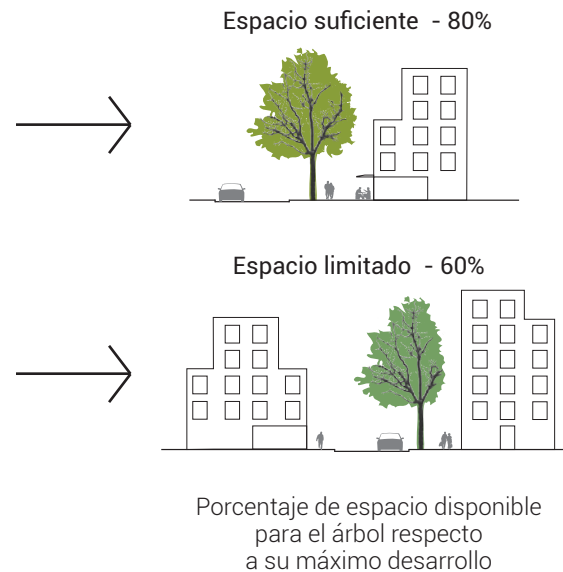 Espacio suficiente - 80%
Espacio limitado - 60%
Porcentaje de espacio disponible
para el árbol respecto
a su máximo desarrollo